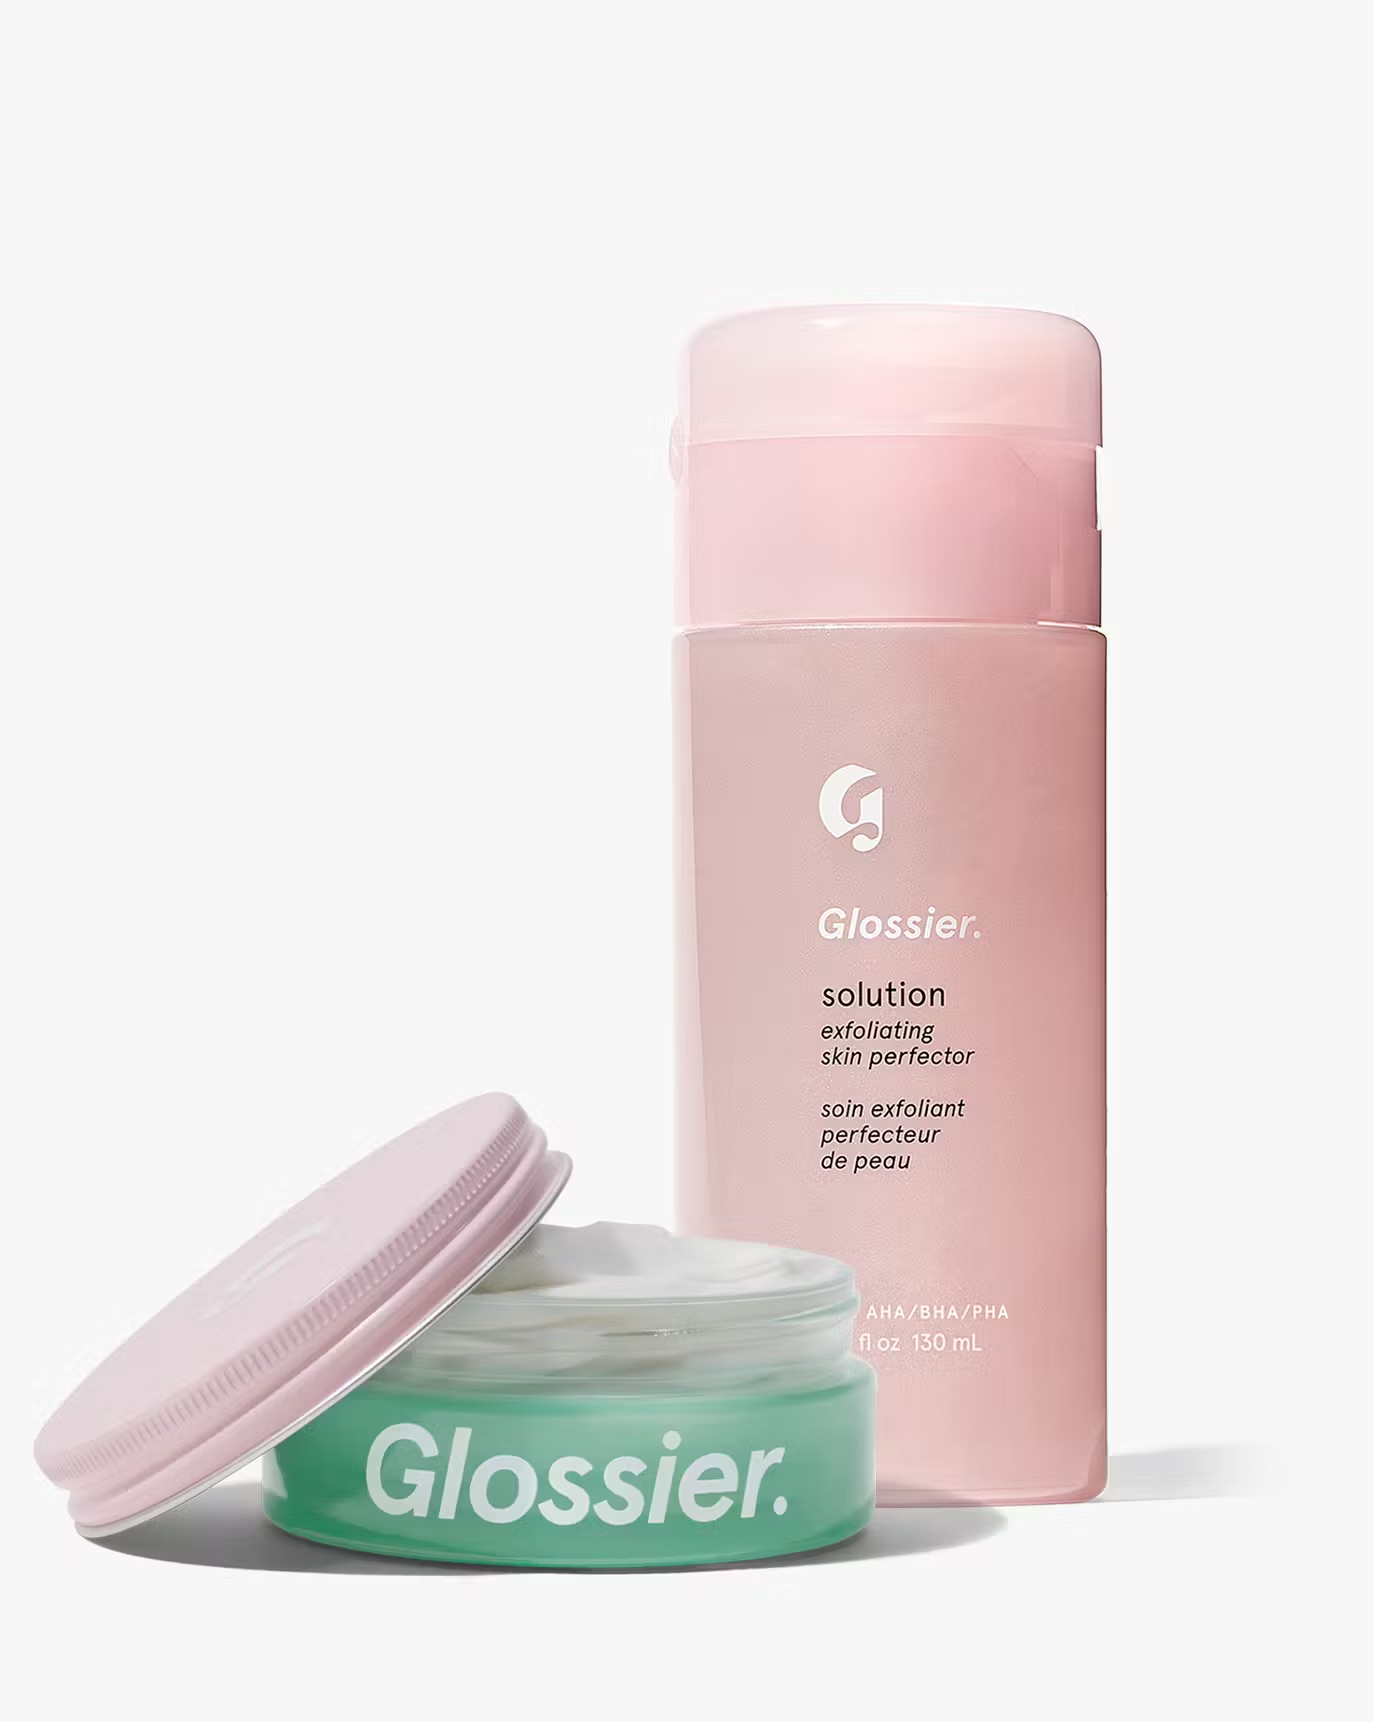 Glossier.
solution
exfoliating
skin perfector
soin exfoliant
perfecteur
de peau
AHA/BHA/PHA
fl oz 130 mL
Glossier.